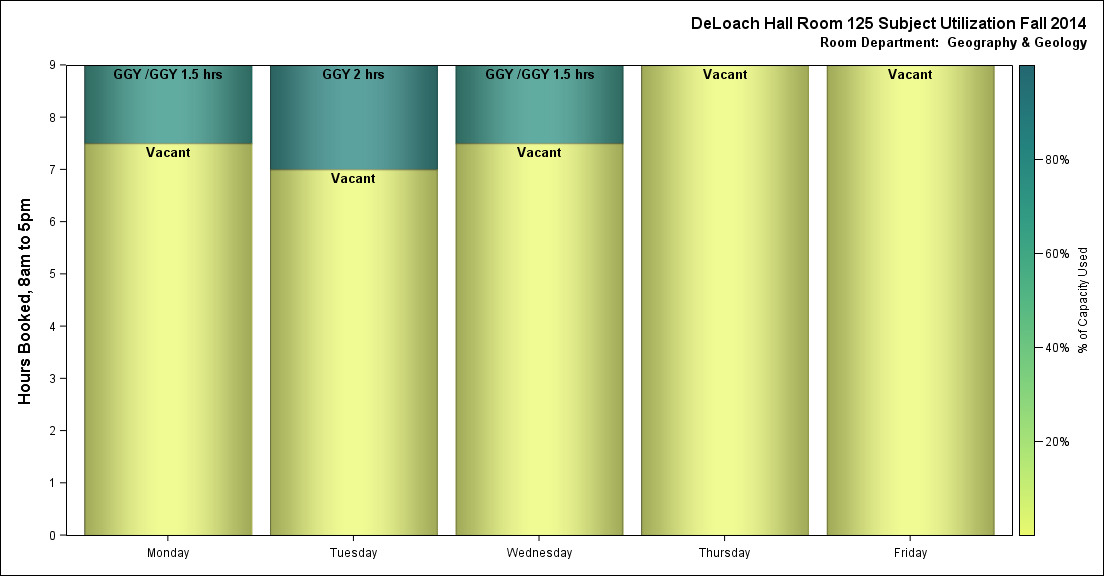 DeLoach Hall Room 125 Subject Utilization Fall 2014
Room Department:  Geography & Geology
Hours Booked, 8am to 5pm
9
8
7
6
5
4
3
2
1
0
GGY /GGY 1.5 hrs
Vacant
GGY 2 hrs
Vacant
GGY /GGY 1.5 hrs
Vacant
Vacant
Vacant
Monday
Tuesday
Wednesday
Thursday
Friday
80%
60%
40%
20%
% of Capacity Used